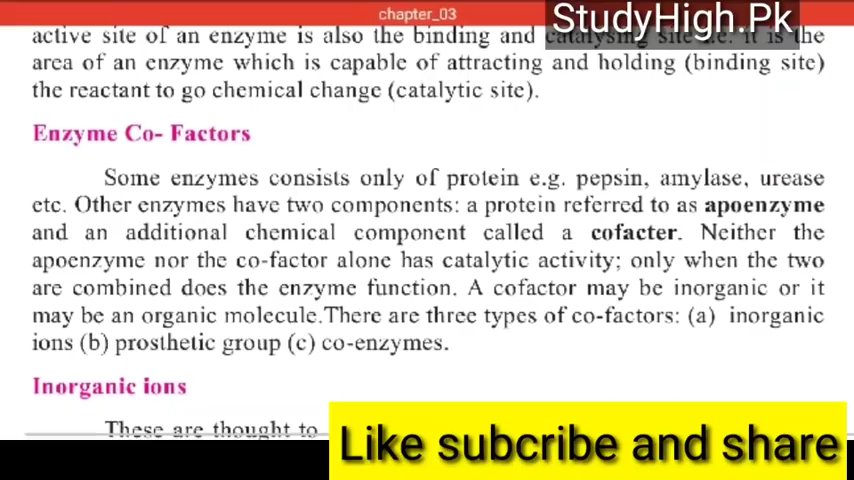 chapter_03
StudyHigh.Pk
active site of an enzyme is also the binding and catalysing site i.e. it is the
area of an enzyme which is capable of attracting and holding (binding site)
the reactant to go chemical change (catalytic site).
Enzyme Co- Factors
Some enzymes consists only of protein e.g. pepsin, amylase, urease
etc. Other enzymes have two components: a protein referred to as apoenzyme
and an additional chemical component called a cofacter. Neither the
apoenzyme nor the co-factor alone has catalytic activity; only when the two
are combined does the enzyme function. A cofactor may be inorganic or it
may be an organic molecule.There are three types of co-factors: (a) inorganic
ions (b) prosthetic group (c) co-enzymes.
Inorganic ions
These are thought to
Like subcribe and share